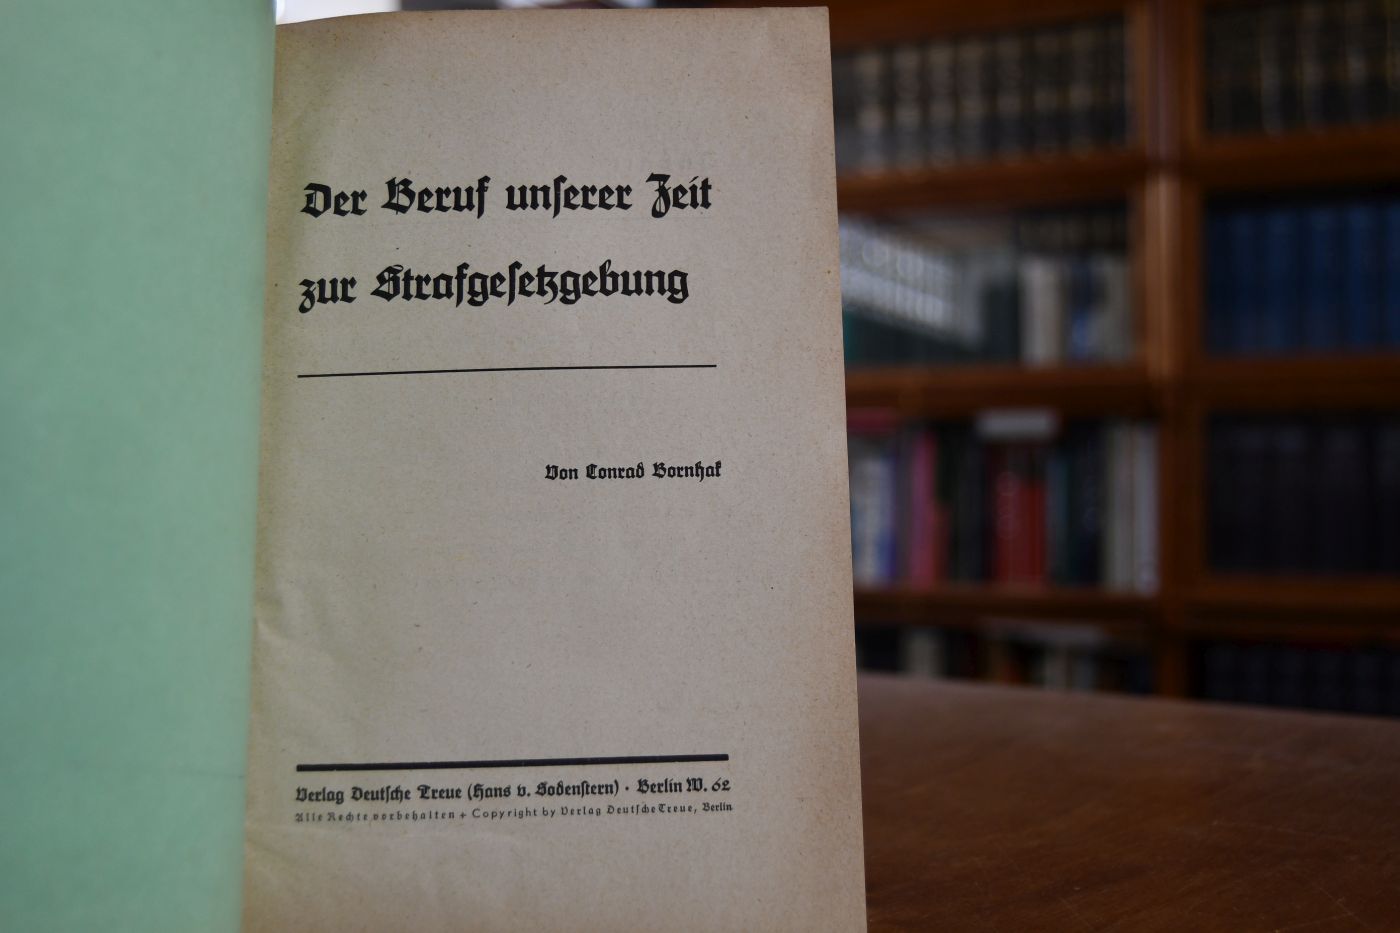 Der Beruf unserer Zeit
zur Strafgesetzgebung
Von Conrad Bornhak
Verlag Deutsche Treue (Hans v. Sodenstern) · Berlin W. 62
Alle Rechte vorbehalten + Copyright by Verlag Deutsche Treue, Berlin